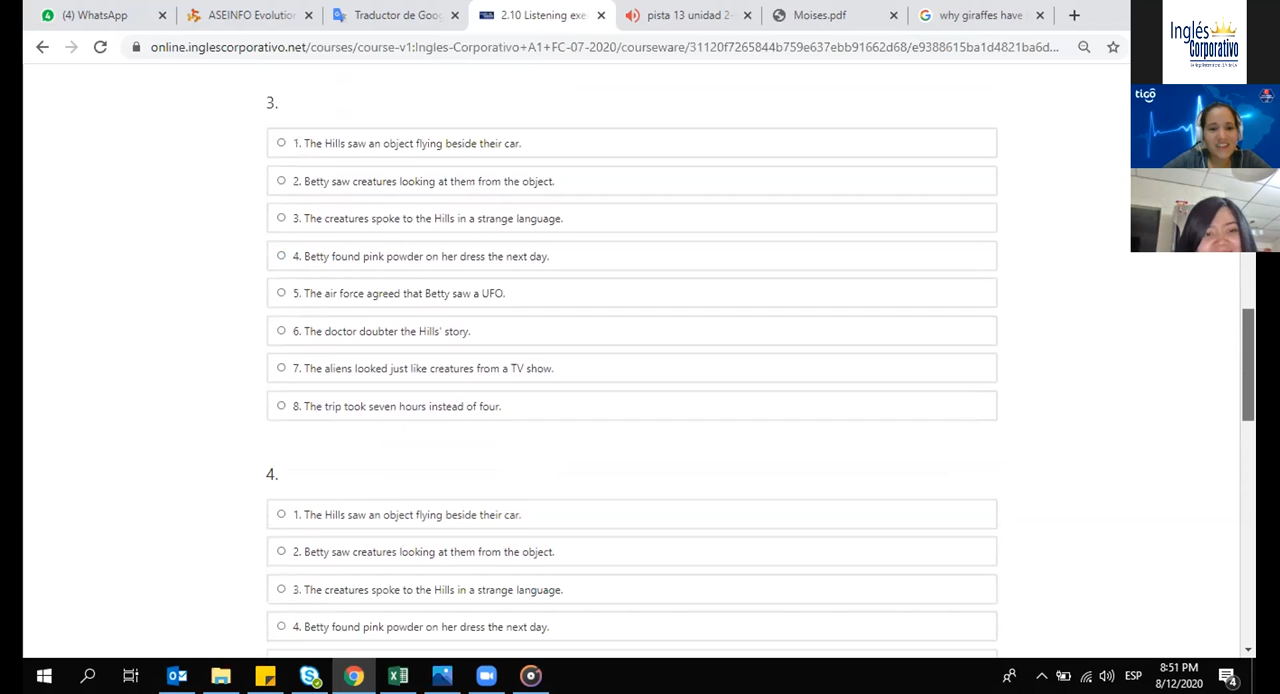 (4) WhatsApp
ASEINFO Evolution
Traductor de Goo
2.10 Listening exe
pista 13 unidad 2-
Moises.pdf
why giraffes have
online.inglescorporativo.net/courses/course-v1:Ingles-Corporativo+A1+FC-07-2020/courseware/31120f7265844b759e637ebb91662d68/e9388615ba1d4821ba6d...
Inglés
Corporativo
tigo
3.
1. The Hills saw an object flying beside their car.
2. Betty saw creatures looking at them from the object.
3. The creatures spoke to the Hills in a strange language.
4. Betty found pink powder on her dress the next day.
5. The air force agreed that Betty saw a UFO.
6. The doctor doubter the Hills' story.
7. The aliens looked just like creatures from a TV show.
8. The trip took seven hours instead of four.
4.
1. The Hills saw an object flying beside their car.
2. Betty saw creatures looking at them from the object.
3. The creatures spoke to the Hills in a strange language.
4. Betty found pink powder on her dress the next day.
ESP
8:51 PM
8/12/2020
4